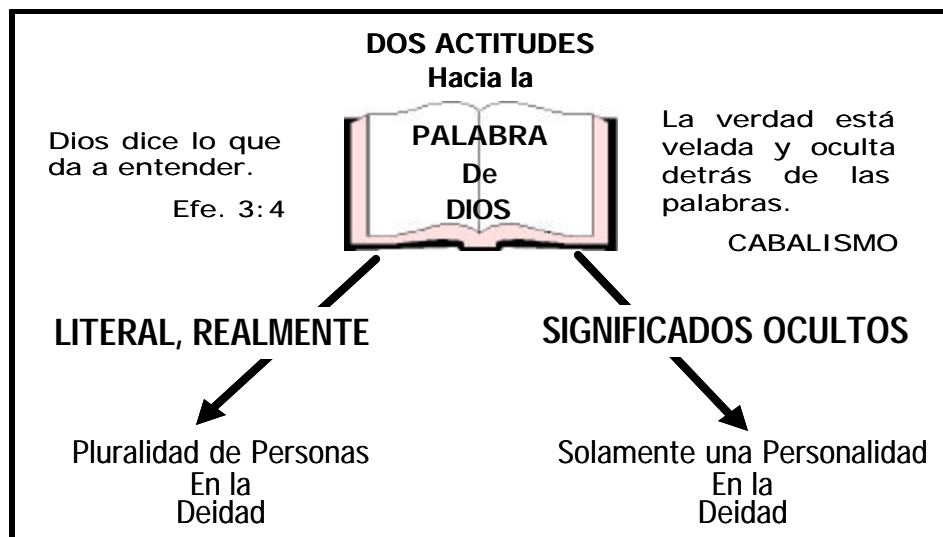 DOS ACTITUDES
Hacia la
PALABRA
De
DIOS
Dios dice lo que
da a entender.
Efe. 3:4
La verdad está
velada y oculta
detrás de las
palabras.
CABALISMO
LITERAL, REALMENTE
SIGNIFICADOS OCULTOS
Pluralidad de Personas
En la
Deidad
Solamente una Personalidad
En la
Deidad